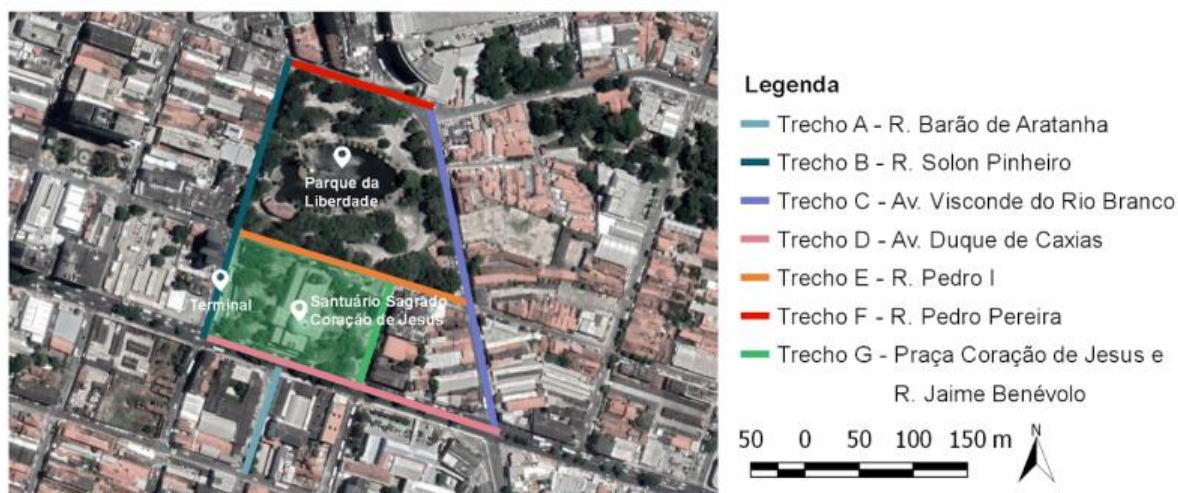 Parque da
Liberdade
Terminal
Santuário Sagrado
Coração de Jesus
Legenda
Trecho A - R. Barão de Aratanha
Trecho B - R. Solon Pinheiro
Trecho C - Av. Visconde do Rio Branco
Trecho D - Av. Duque de Caxias
Trecho E - R. Pedro I
Trecho F - R. Pedro Pereira
Trecho G - Praça Coração de Jesus e
R. Jaime Benévolo
50 0 50 100 150 m
N